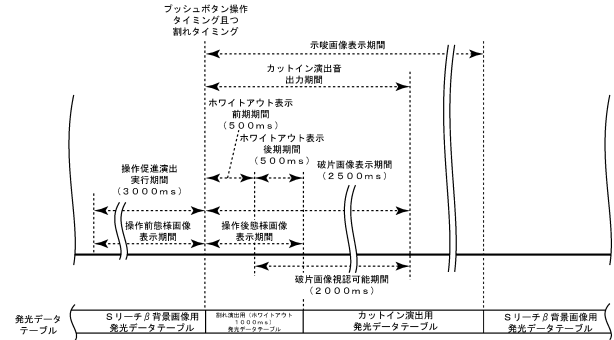 プッシュボタン操作
タイミング且つ
割れタイミング
示唆画像表示期間
カットイン演出音
出力期間
ホワイトアウト表示
前期期間
(500ms)
ホワイトアウト表示
後期期間
(500ms)
操作促進演出
実行期間
(3000ms)
破片画像表示期間
(2500ms)
操作前態様画像
表示期間
操作後態様画像
表示期間
破片画像視認可能期間
(2000ms)
発光データ
テーブル
Sリーチβ背景画像用
発光データテーブル
割れ演出用(ホワイトアウト
1000ms)
発光データテーブル
カットイン演出用
発光データテーブル
Sリーチβ背景画像用
発光データテーブル